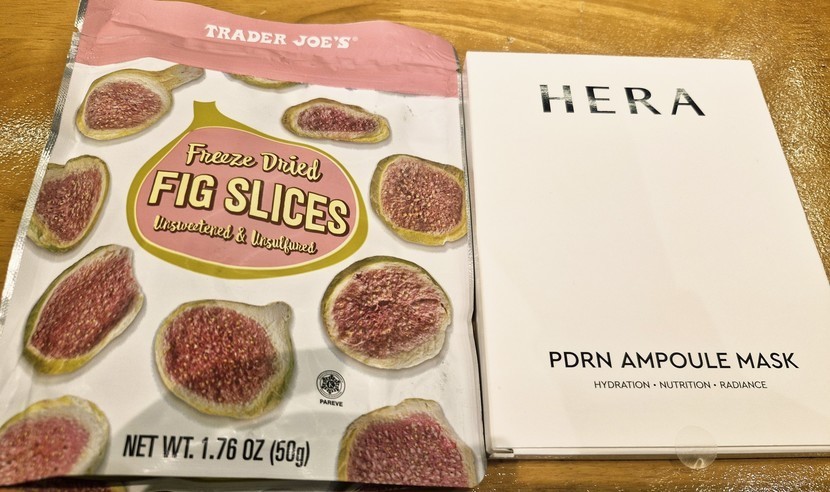 TRADER JOE'S®
Freeze Dried
FIG SLICES
Unsweetened & Unsulfured
PAREVE
NET WT. 1.76 OZ (50g)
HERA
PDRN AMPOULE MASK
HYDRATION • NUTRITION • RADIANCE